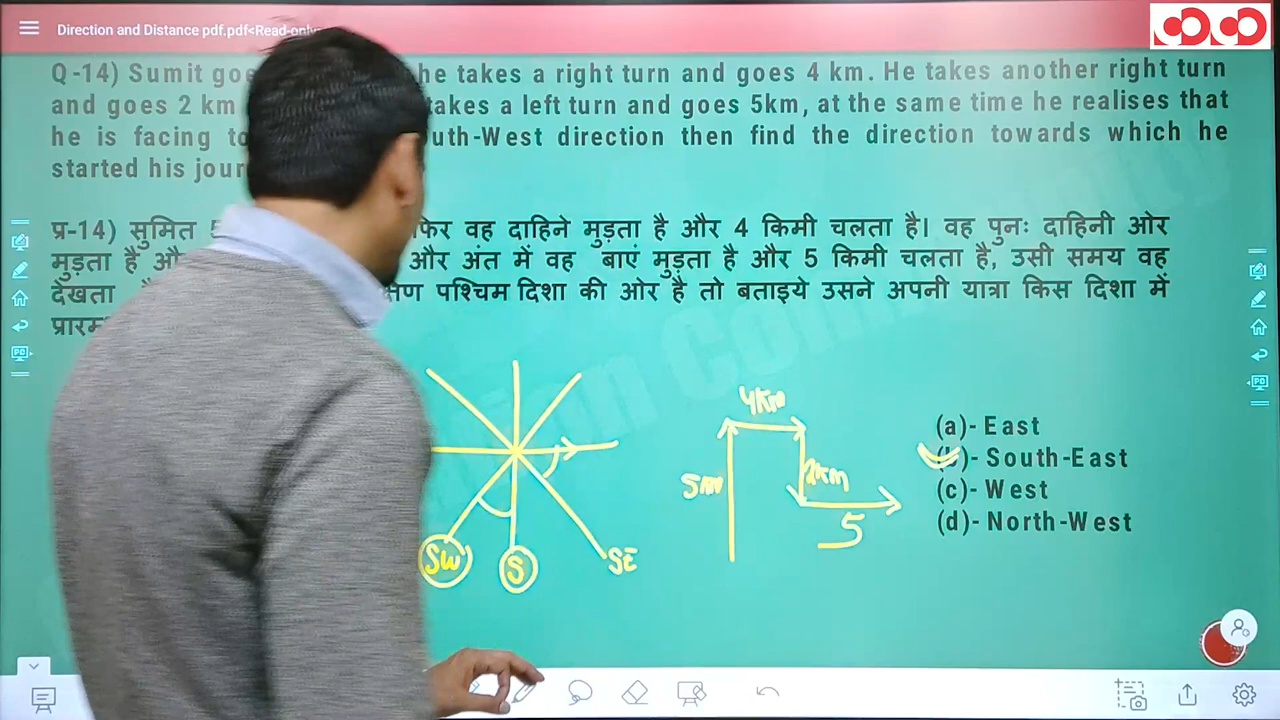 Direction and Distance pdf.pdf<Read-only
Q-14) Sumit goe he takes a right turn and goes 4 km. He takes another right turn
and goes 2 km takes a left turn and goes 5km, at the same time he realises that
he is facing to uth-West direction then find the direction towards which he
started his jour
प्र-14) सुमित 5 फिर वह दाहिने मुड़ता है और 4 किमी चलता है। वह पुनः दाहिनी ओर
मुड़ता है और अंत में वह बाएं मुड़ता है और 5 किमी चलता है, उसी समय वह
देखता पश्चिम दिशा की ओर है तो बताइये उसने अपनी यात्रा किस दिशा में
SW
S
SE
4km
5km
2km
5
(a)- East
(b)- South-East
(c)- West
(d)- North-West